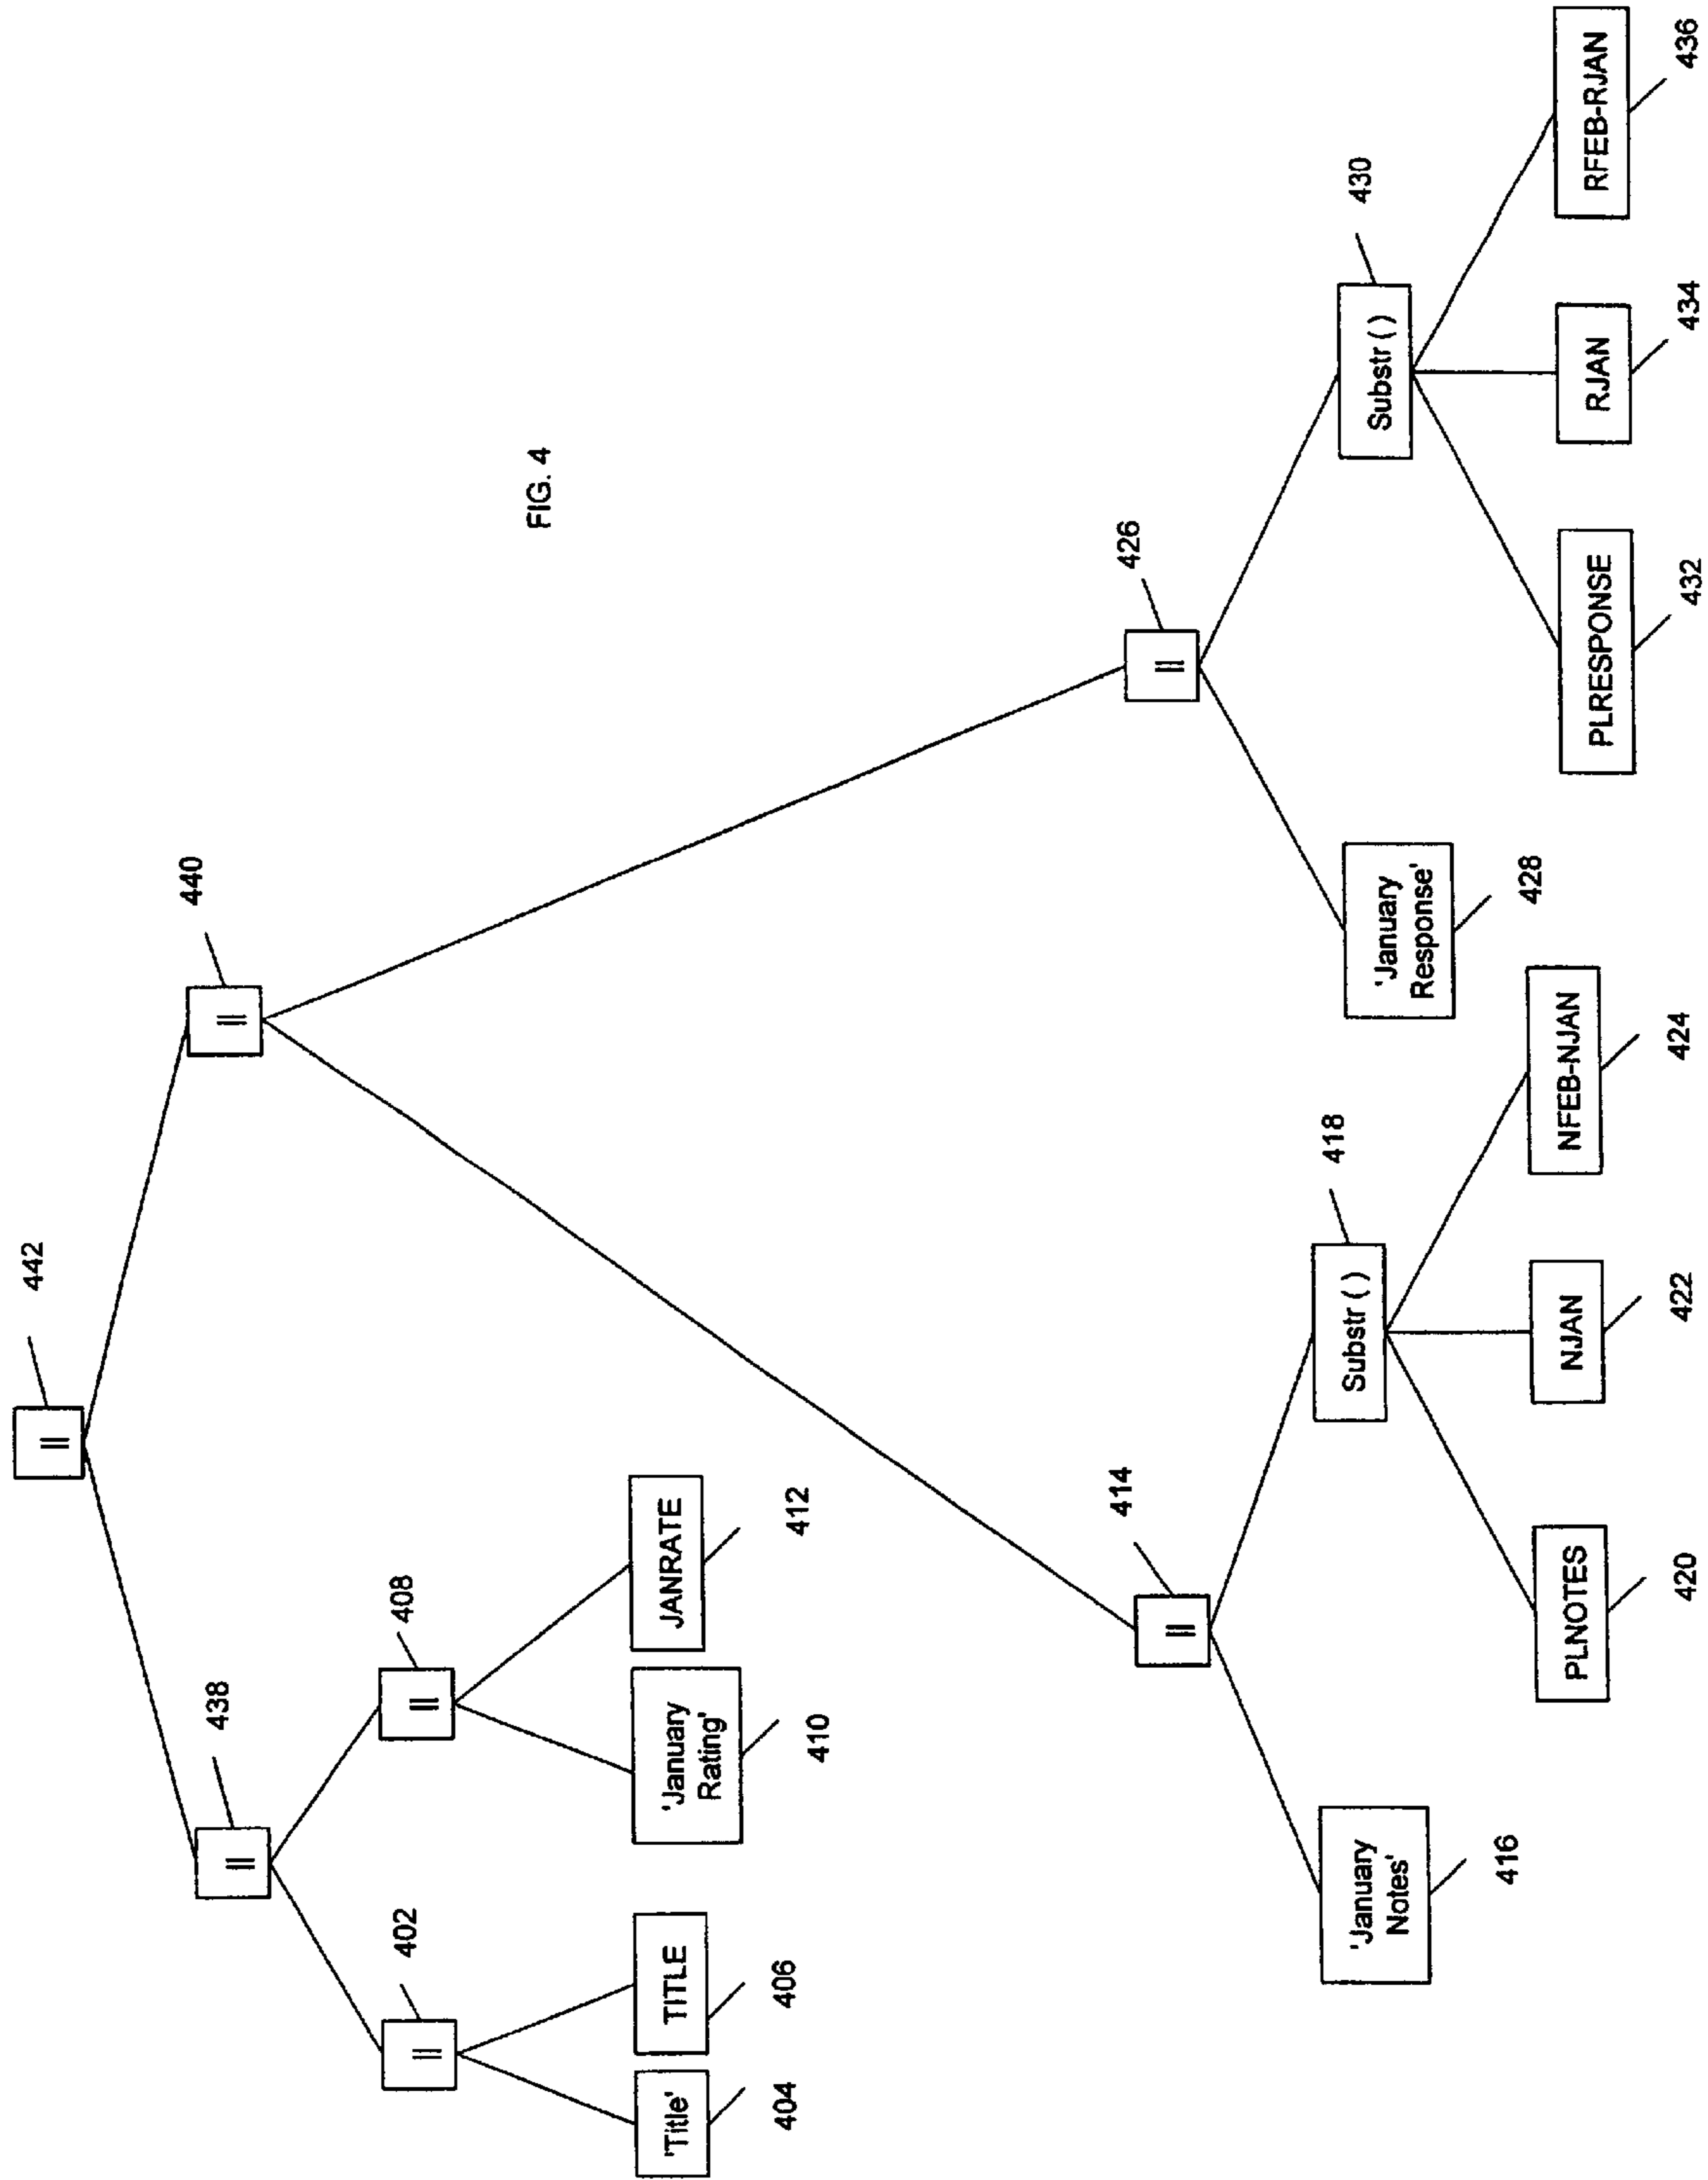 442
||
438
||
440
||
402
||
408
||
'Title'
404
TITLE
406
'January
Rating'
410
JANRATE
412
FIG. 4
414
||
426
||
'January
Notes'
416
418
Substr ( )
'January
Response'
428
430
Substr ( )
PLNOTES
420
NJAN
422
NFEB-NJAN
424
PLRESPONSE
432
RJAN
434
RFEB-RJAN
436